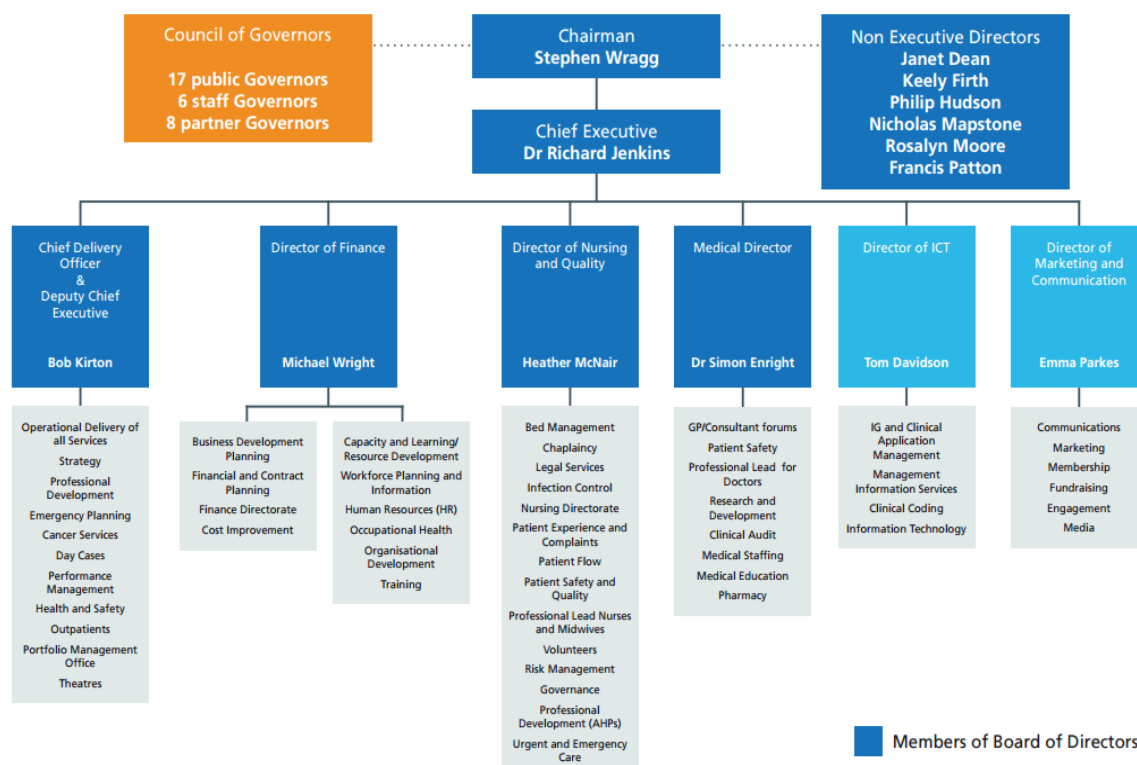 Council of Governors
17 public Governors
6 staff Governors
8 partner Governors
Chairman
Stephen Wragg
Non Executive Directors
Janet Dean
Keely Firth
Philip Hudson
Nicholas Mapstone
Rosalyn Moore
Francis Patton
Chief Executive
Dr Richard Jenkins
Chief Delivery
Officer
&
Deputy Chief
Executive
Bob Kirton
Director of Finance
Michael Wright
Director of Nursing
and Quality
Heather McNair
Medical Director
Dr Simon Enright
Director of ICT
Tom Davidson
Director of
Marketing and
Communication
Emma Parkes
Operational Delivery of
all Services
Strategy
Professional
Development
Emergency Planning
Cancer Services
Day Cases
Performance
Management
Health and Safety
Outpatients
Portfolio Management
Office
Theatres
Business Development
Planning
Financial and Contract
Planning
Finance Directorate
Cost Improvement
Capacity and Learning/
Resource Development
Workforce Planning and
Information
Human Resources (HR)
Occupational Health
Organisational
Development
Training
Bed Management
Chaplaincy
Legal Services
Infection Control
Nursing Directorate
Patient Experience and
Complaints
Patient Flow
Patient Safety and
Quality
Professional Lead Nurses
and Midwives
Volunteers
Risk Management
Governance
Professional
Development (AHPs)
Urgent and Emergency
Care
GP/Consultant forums
Patient Safety
Professional Lead for
Doctors
Research and
Development
Clinical Audit
Medical Staffing
Medical Education
Pharmacy
IG and Clinical
Application
Management
Management
Information Services
Clinical Coding
Information Technology
Communications
Marketing
Membership
Fundraising
Engagement
Media
Members of Board of Directors